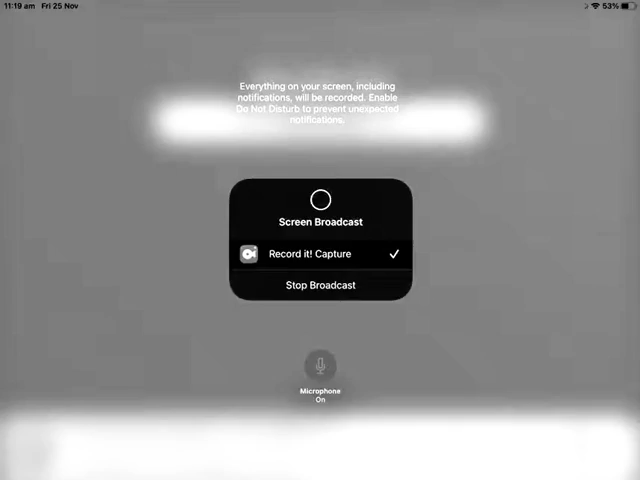 11:19 am Fri 25 Nov
53%
Everything on your screen, including
notifications, will be recorded. Enable
Do Not Disturb to prevent unexpected
notifications.
Screen Broadcast
Record it! Capture
Stop Broadcast
Microphone
On